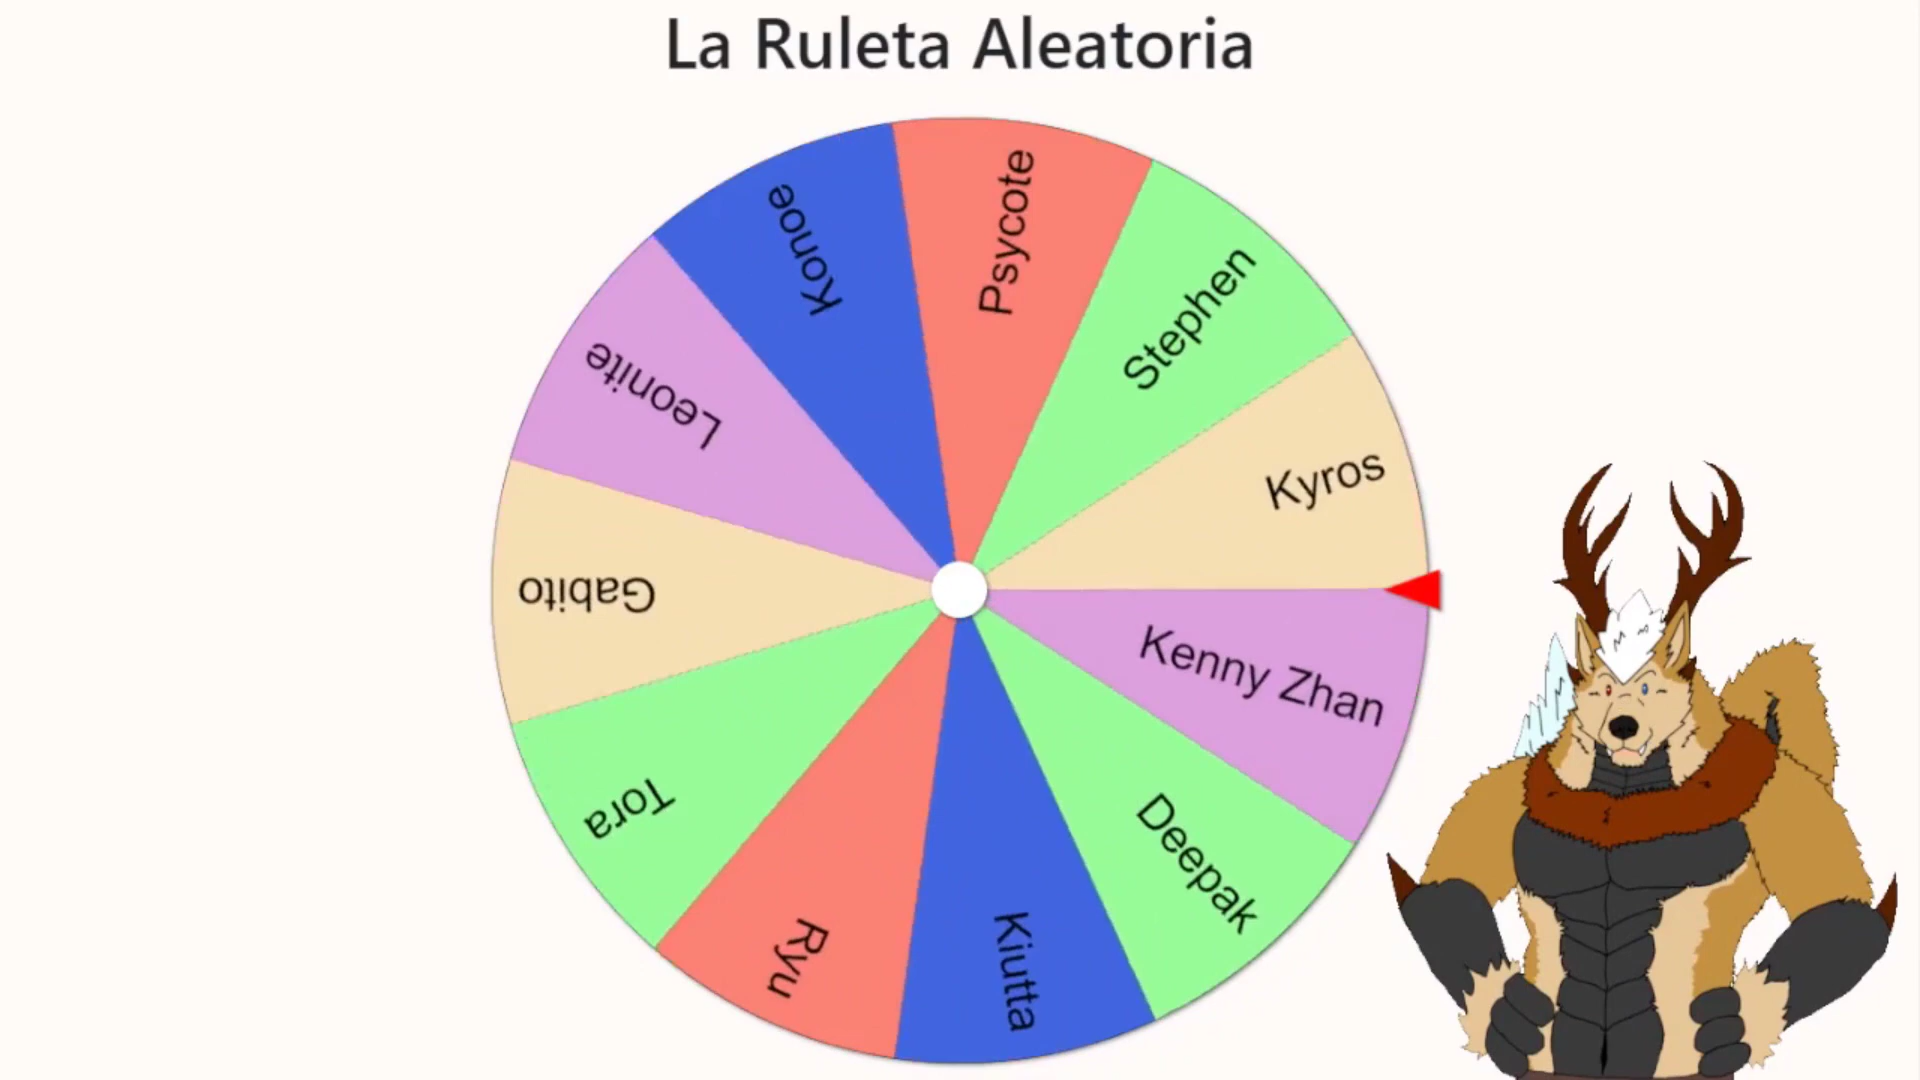 La Ruleta Aleatoria
Psycote
Stephen
Kyros
Kenny Zhan
Deepak
Kiutta
Ryu
Tora
Gabito
Leonite
Konoe